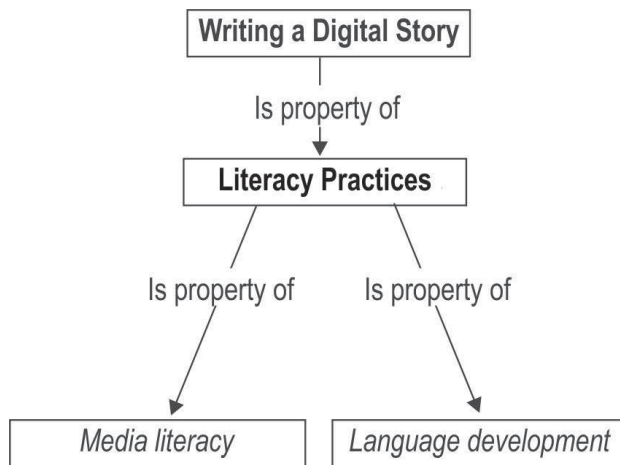 Writing a Digital Story
Is property of
Literacy Practices
Is property of
Is property of
Media literacy
Language development